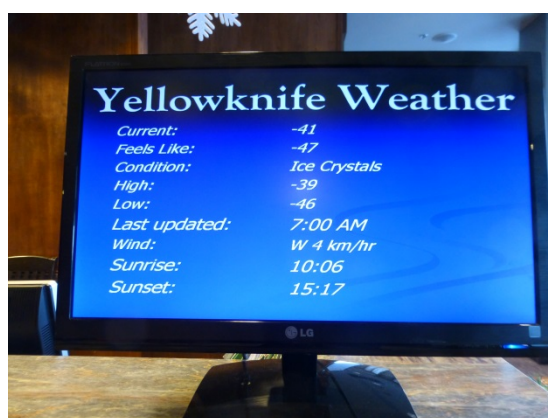 Yellowknife Weather
Current: -41
Feels Like: -47
Condition: Ice Crystals
High: -39
Low: -46
Last updated: 7:00 AM
Wind: W 4 km/hr
Sunrise: 10:06
Sunset: 15:17
LG